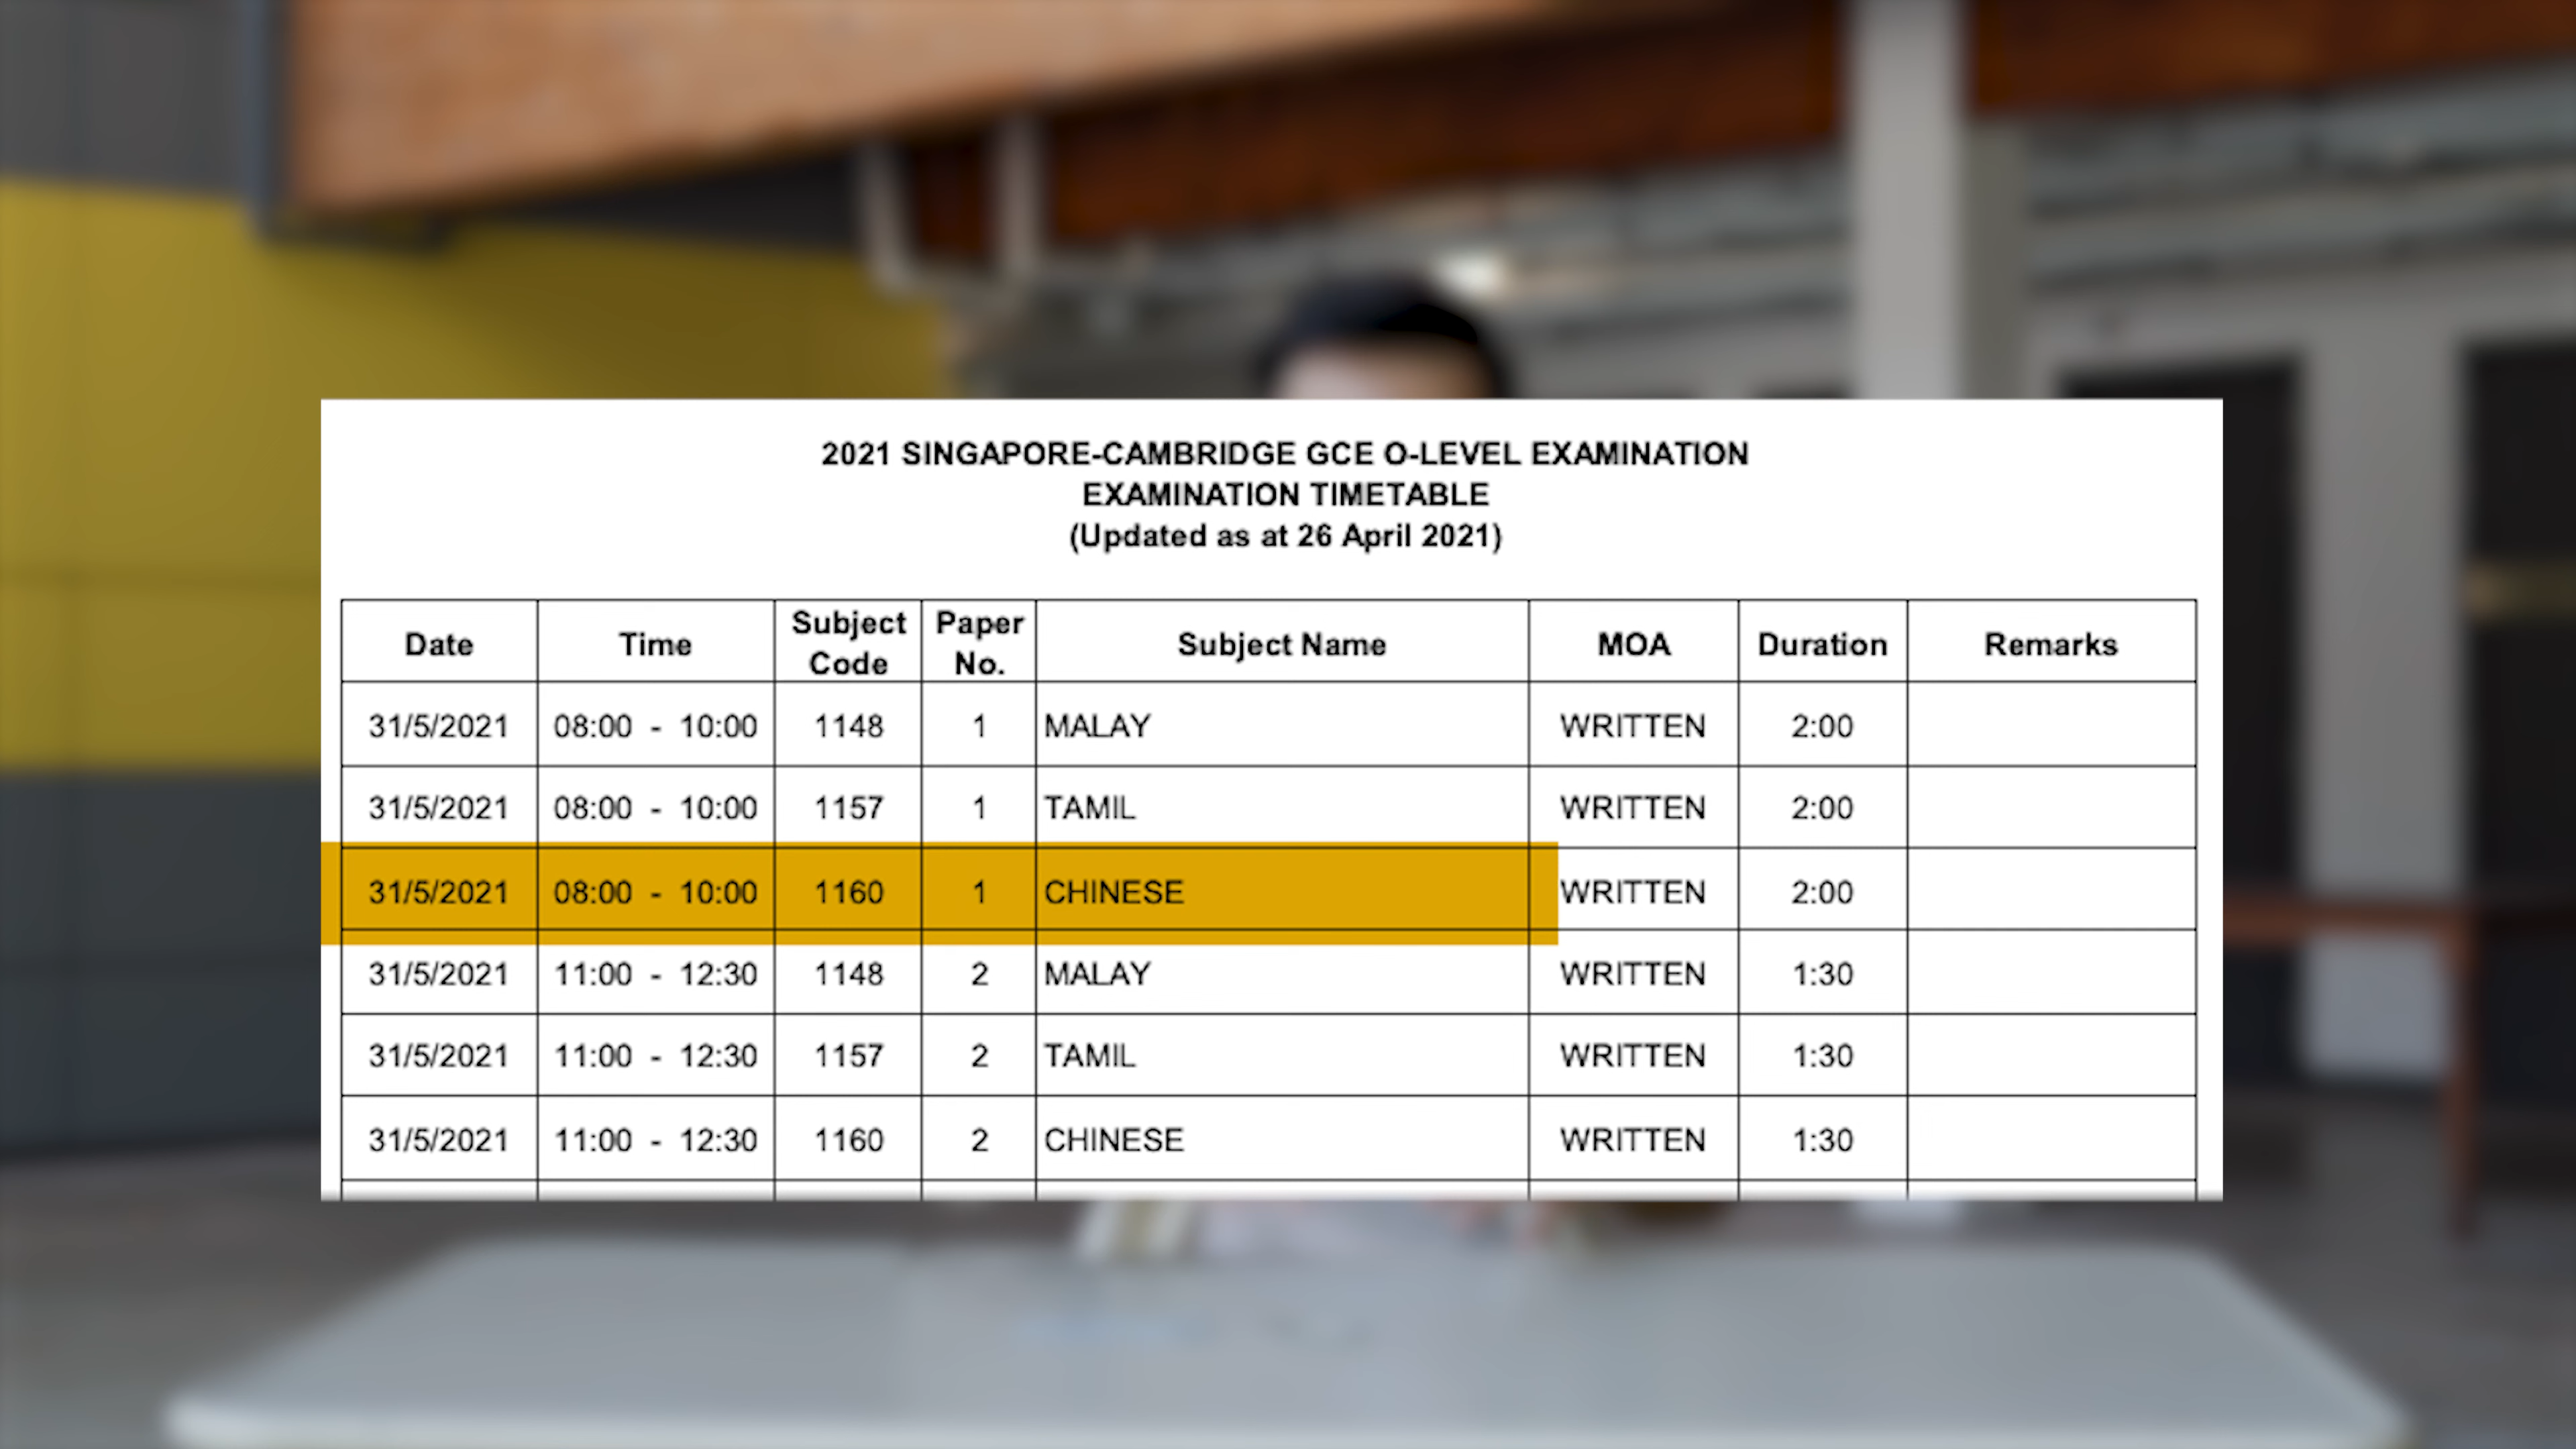 2021 SINGAPORE-CAMBRIDGE GCE O-LEVEL EXAMINATION
EXAMINATION TIMETABLE
(Updated as at 26 April 2021)
Date Time Subject Code Paper No. Subject Name MOA Duration Remarks
31/5/2021 08:00 - 10:00 1148 1 MALAY WRITTEN 2:00
31/5/2021 08:00 - 10:00 1157 1 TAMIL WRITTEN 2:00
31/5/2021 08:00 - 10:00 1160 1 CHINESE WRITTEN 2:00
31/5/2021 11:00 - 12:30 1148 2 MALAY WRITTEN 1:30
31/5/2021 11:00 - 12:30 1157 2 TAMIL WRITTEN 1:30
31/5/2021 11:00 - 12:30 1160 2 CHINESE WRITTEN 1:30